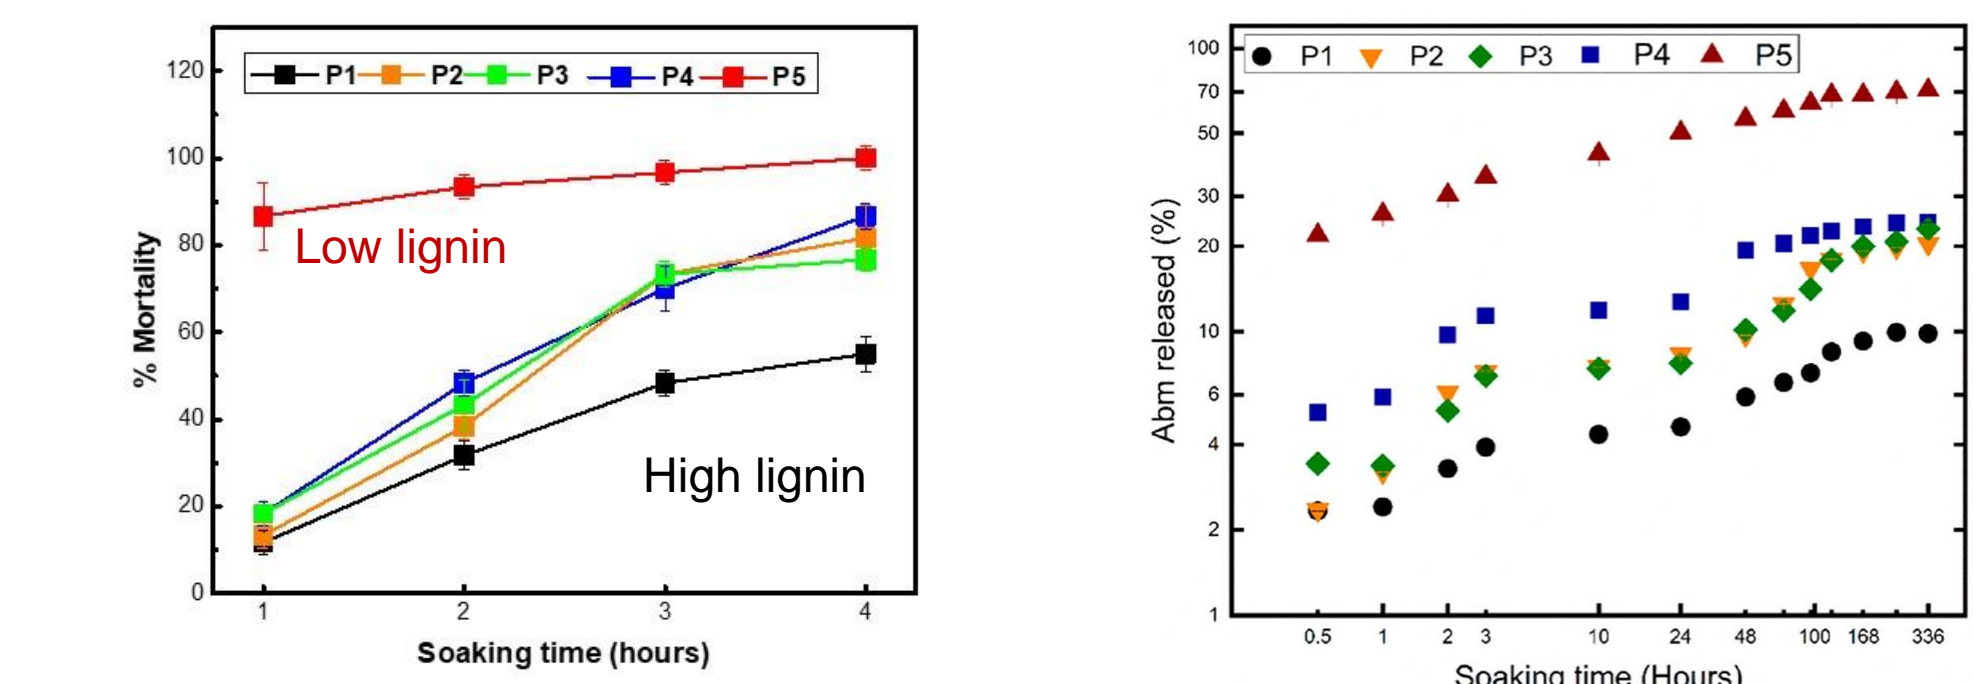 P1 P2 P3 P4 P5
120
100
80
60
40
20
0
% Mortality
Low lignin
High lignin
1 2 3 4
Soaking time (hours)
P1 P2 P3 P4 P5
100
70
50
30
20
10
6
4
2
1
Abm released (%)
0.5 1 2 3 10 24 48 100 168 336
Soaking time (Hours)